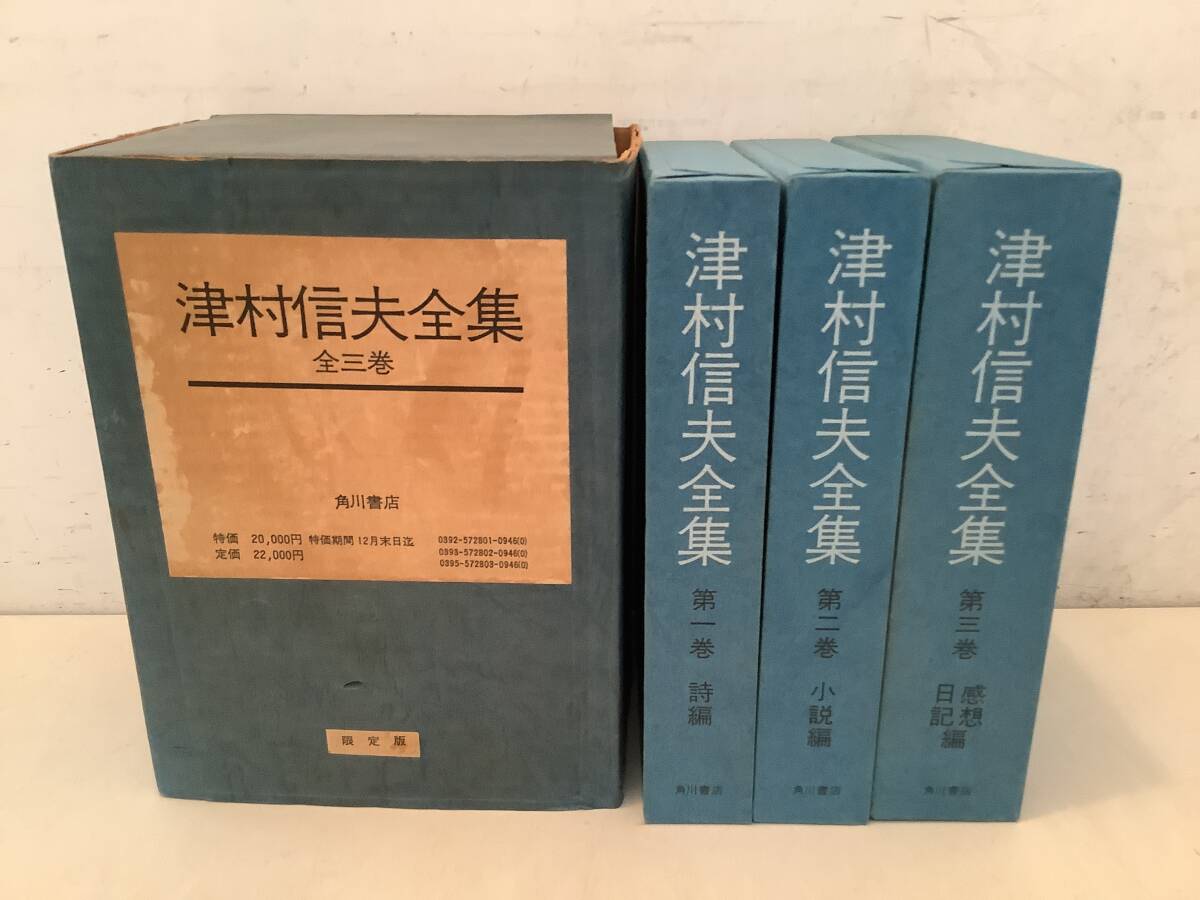 津村信夫全集
全三巻
角川書店
特価 20,000円 特価期間12月末日迄
定価 22,000円
0392-572801-0946(0)
0393-572802-0946(0)
0395-572803-0946(0)
限定版
津村信夫全集
第一巻
詩編
角川書店
津村信夫全集
第二巻
小説編
角川書店
津村信夫全集
第三巻
感想
日記編
角川書店